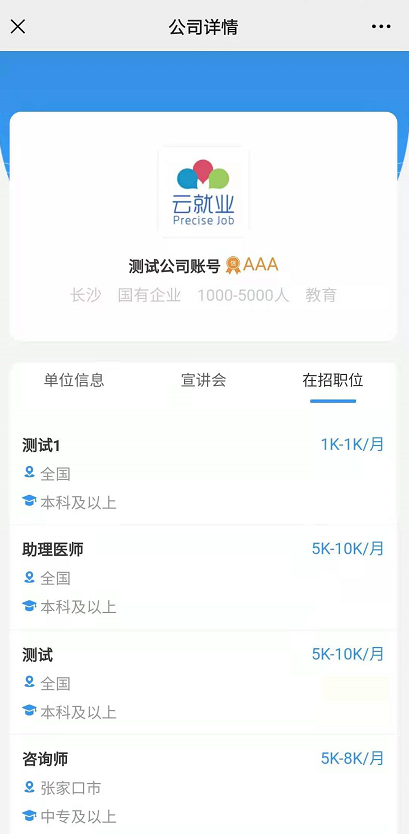 公司详情
云就业
Precise Job
测试公司账号 AAA
长沙 国有企业 1000-5000人 教育
单位信息 宣讲会 在招职位
测试1 1K-1K/月
全国
本科及以上
助理医师 5K-10K/月
全国
本科及以上
测试 5K-10K/月
全国
本科及以上
咨询师 5K-8K/月
张家口市
中专及以上